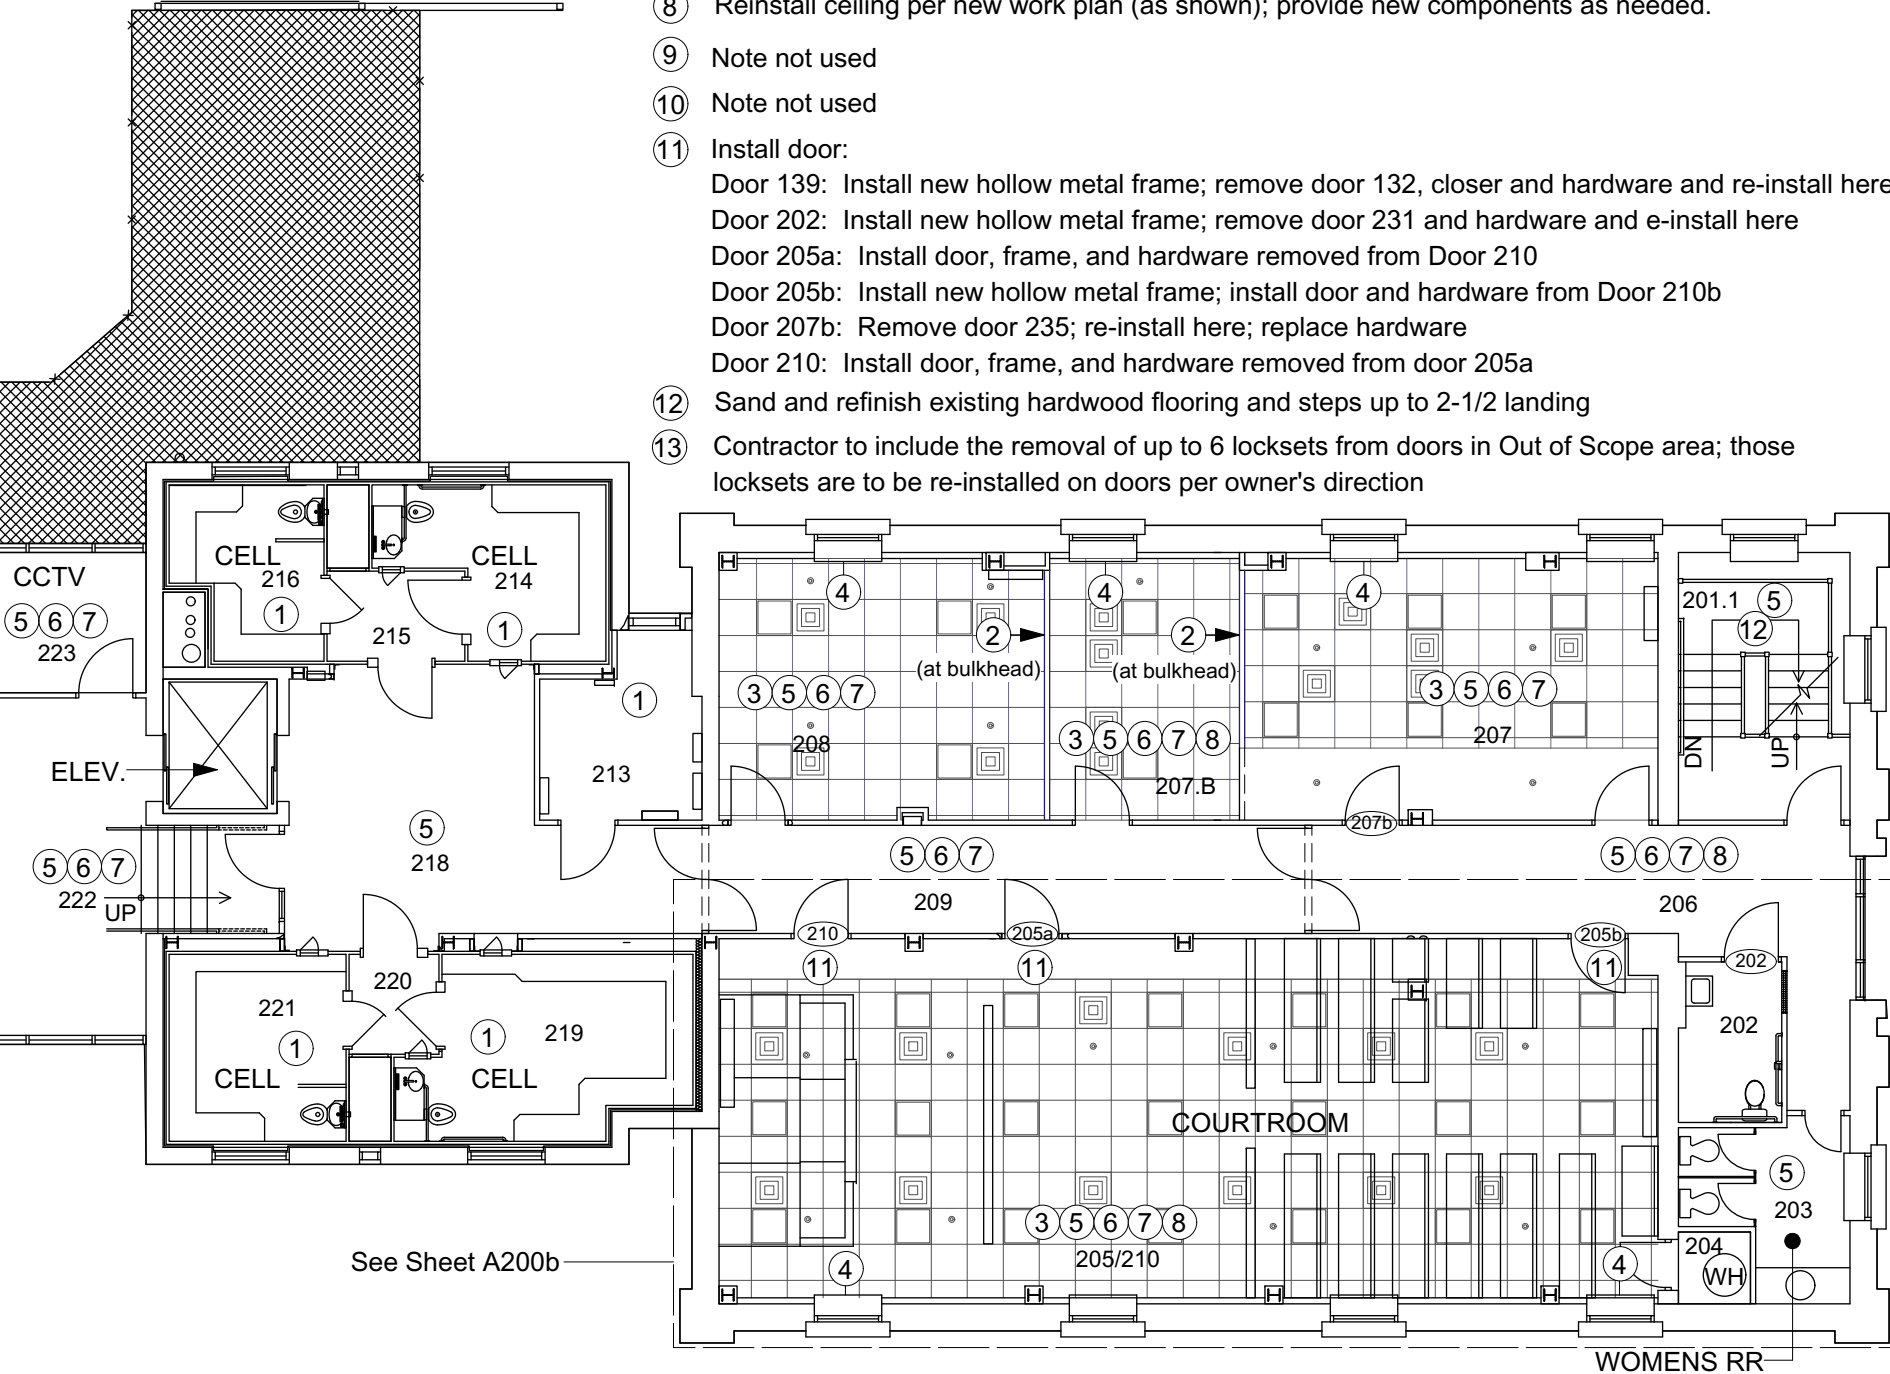 8 Reinstall ceiling per new work plan (as shown); provide new components as needed.
9 Note not used
10 Note not used
11 Install door:
Door 139: Install new hollow metal frame; remove door 132, closer and hardware and re-install here
Door 202: Install new hollow metal frame; remove door 231 and hardware and e-install here
Door 205a: Install door, frame, and hardware removed from Door 210
Door 205b: Install new hollow metal frame; install door and hardware from Door 210b
Door 207b: Remove door 235; re-install here; replace hardware
Door 210: Install door, frame, and hardware removed from door 205a
12 Sand and refinish existing hardwood flooring and steps up to 2-1/2 landing
13 Contractor to include the removal of up to 6 locksets from doors in Out of Scope area; those
locksets are to be re-installed on doors per owner's direction
CCTV
5 6 7
223
CELL
216
1
215
CELL
214
1
ELEV.
5 6 7
222
UP
5
218
1
213
4
2
(at bulkhead)
3 5 6 7
208
4
2
(at bulkhead)
3 5 6 7 8
207.B
4
3 5 6 7
207
207b
201.1 5
12
DN
UP
5 6 7
209
5 6 7 8
206
210
11
205a
11
205b
11
202
202
220
221
1
CELL
1
219
CELL
COURTROOM
3 5 6 7 8
205/210
4
4
5
203
204
WH
See Sheet A200b
WOMENS RR